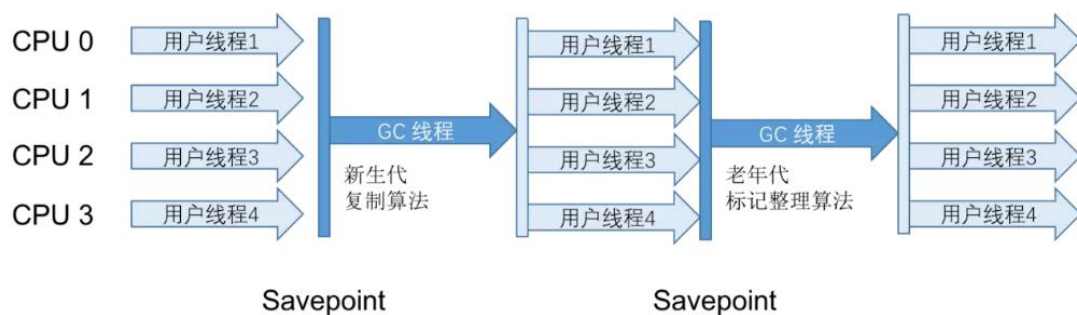 CPU 0
用户线程1
用户线程1
用户线程1
CPU 1
用户线程2
用户线程2
用户线程2
GC 线程
GC 线程
CPU 2
用户线程3
用户线程3
用户线程3
新生代
复制算法
老年代
标记整理算法
CPU 3
用户线程4
用户线程4
用户线程4
Savepoint
Savepoint